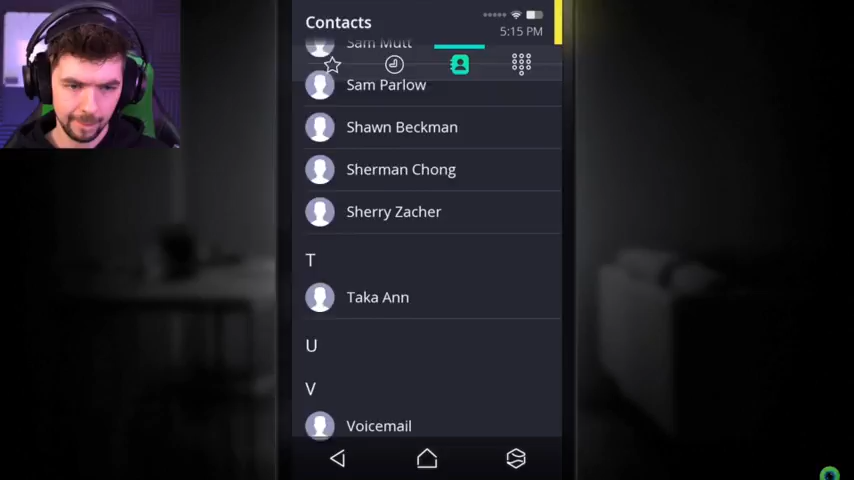 Contacts
5:15 PM
Sam Mutt
Sam Parlow
Shawn Beckman
Sherman Chong
Sherry Zacher
T
Taka Ann
U
V
Voicemail